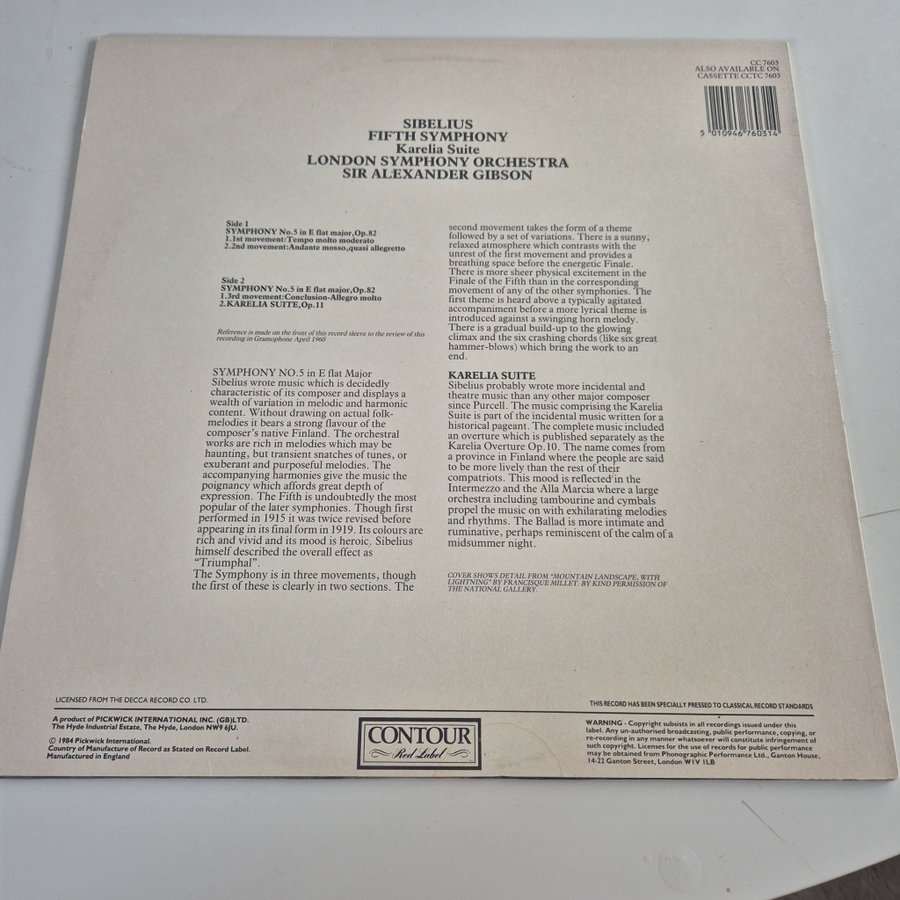 CC 7603
ALSO AVAILABLE ON
CASSETTE CCTC 7603
5 010946 760314
SIBELIUS
FIFTH SYMPHONY
Karelia Suite
LONDON SYMPHONY ORCHESTRA
SIR ALEXANDER GIBSON
Side 1
SYMPHONY No.5 in E flat major,Op.82
1.1st movement:Tempo molto moderato
2.2nd movement:Andante mosso,quasi allegretto
Side 2
SYMPHONY No.5 in E flat major,Op.82
1.3rd movement:Conclusion-Allegro molto
2.KARELIA SUITE,Op.11
Reference is made on the front of this record sleeve to the review of this
recording in Gramophone April 1960
SYMPHONY NO.5 in E flat Major
Sibelius wrote music which is decidedly
characteristic of its composer and displays a
wealth of variation in melodic and harmonic
content. Without drawing on actual folk-
melodies it bears a strong flavour of the
composer's native Finland. The orchestral
works are rich in melodies which may be
haunting, but transient snatches of tunes, or
exuberant and purposeful melodies. The
accompanying harmonies give the music the
poignancy which affords great depth of
expression. The Fifth is undoubtedly the most
popular of the later symphonies. Though first
performed in 1915 it was twice revised before
appearing in its final form in 1919. Its colours are
rich and vivid and its mood is heroic. Sibelius
himself described the overall effect as
“Triumphal”.
The Symphony is in three movements, though
the first of these is clearly in two sections. The
second movement takes the form of a theme
followed by a set of variations. There is a sunny,
relaxed atmosphere which contrasts with the
unrest of the first movement and provides a
breathing space before the energetic Finale.
There is more sheer physical excitement in the
Finale of the Fifth than in the corresponding
movement of any of the other symphonies. The
first theme is heard above a typically agitated
accompaniment before a more lyrical theme is
introduced against a swinging horn melody.
There is a gradual build-up to the glowing
climax and the six crashing chords (like six great
hammer-blows) which bring the work to an
end.
KARELIA SUITE
Sibelius probably wrote more incidental and
theatre music than any other major composer
since Purcell. The music comprising the Karelia
Suite is part of the incidental music written for a
historical pageant. The complete music included
an overture which is published separately as the
Karelia Overture Op.10. The name comes from
a province in Finland where the people are said
to be more lively than the rest of their
compatriots. This mood is reflected in the
Intermezzo and the Alla Marcia where a large
orchestra including tambourine and cymbals
propel the music on with exhilarating melodies
and rhythms. The Ballad is more intimate and
ruminative, perhaps reminiscent of the calm of a
midsummer night.
COVER SHOWS DETAIL FROM “MOUNTAIN LANDSCAPE, WITH
LIGHTNING” BY FRANCISQUE MILLET. BY KIND PERMISSION OF
THE NATIONAL GALLERY.
LICENSED FROM THE DECCA RECORD CO. LTD.
THIS RECORD HAS BEEN SPECIALLY PRESSED TO CLASSICAL RECORD STANDARDS
A product of PICKWICK INTERNATIONAL INC. (GB)LTD.
The Hyde Industrial Estate, The Hyde, London NW9 6JU.
© 1984 Pickwick International.
Country of Manufacture of Record as Stated on Record Label.
Manufactured in England
CONTOUR
Red Label
WARNING - Copyright subsists in all recordings issued under this
label. Any un-authorised broadcasting, public performance, copying, or
re-recording in any manner whatsoever will constitute infringement of
such copyright. Licenses for the use of records for public performance
may be obtained from Phonographic Performance Ltd., Ganton House,
14-22 Ganton Street, London W1V 1LB